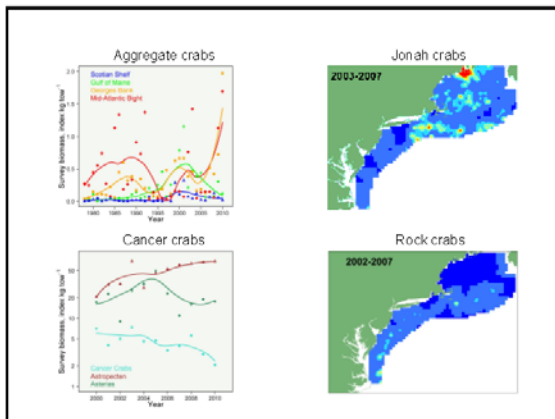 Aggregate crabs
Scotian Shelf
Gulf of Maine
Georges Bank
Mid-Atlantic Bight
Survey biomass, index kg tow⁻¹
2.0
1.5
1.0
0.5
0.0
1980 1985 1990 1995 2000 2005 2010
Year
Jonah crabs
2003-2007
Cancer crabs
Survey biomass, index kg tow⁻¹
50
20
10
5
2
1
Cancer Crabs
Astropecten
Asterias
2000 2002 2004 2006 2008 2010
Year
Rock crabs
2002-2007